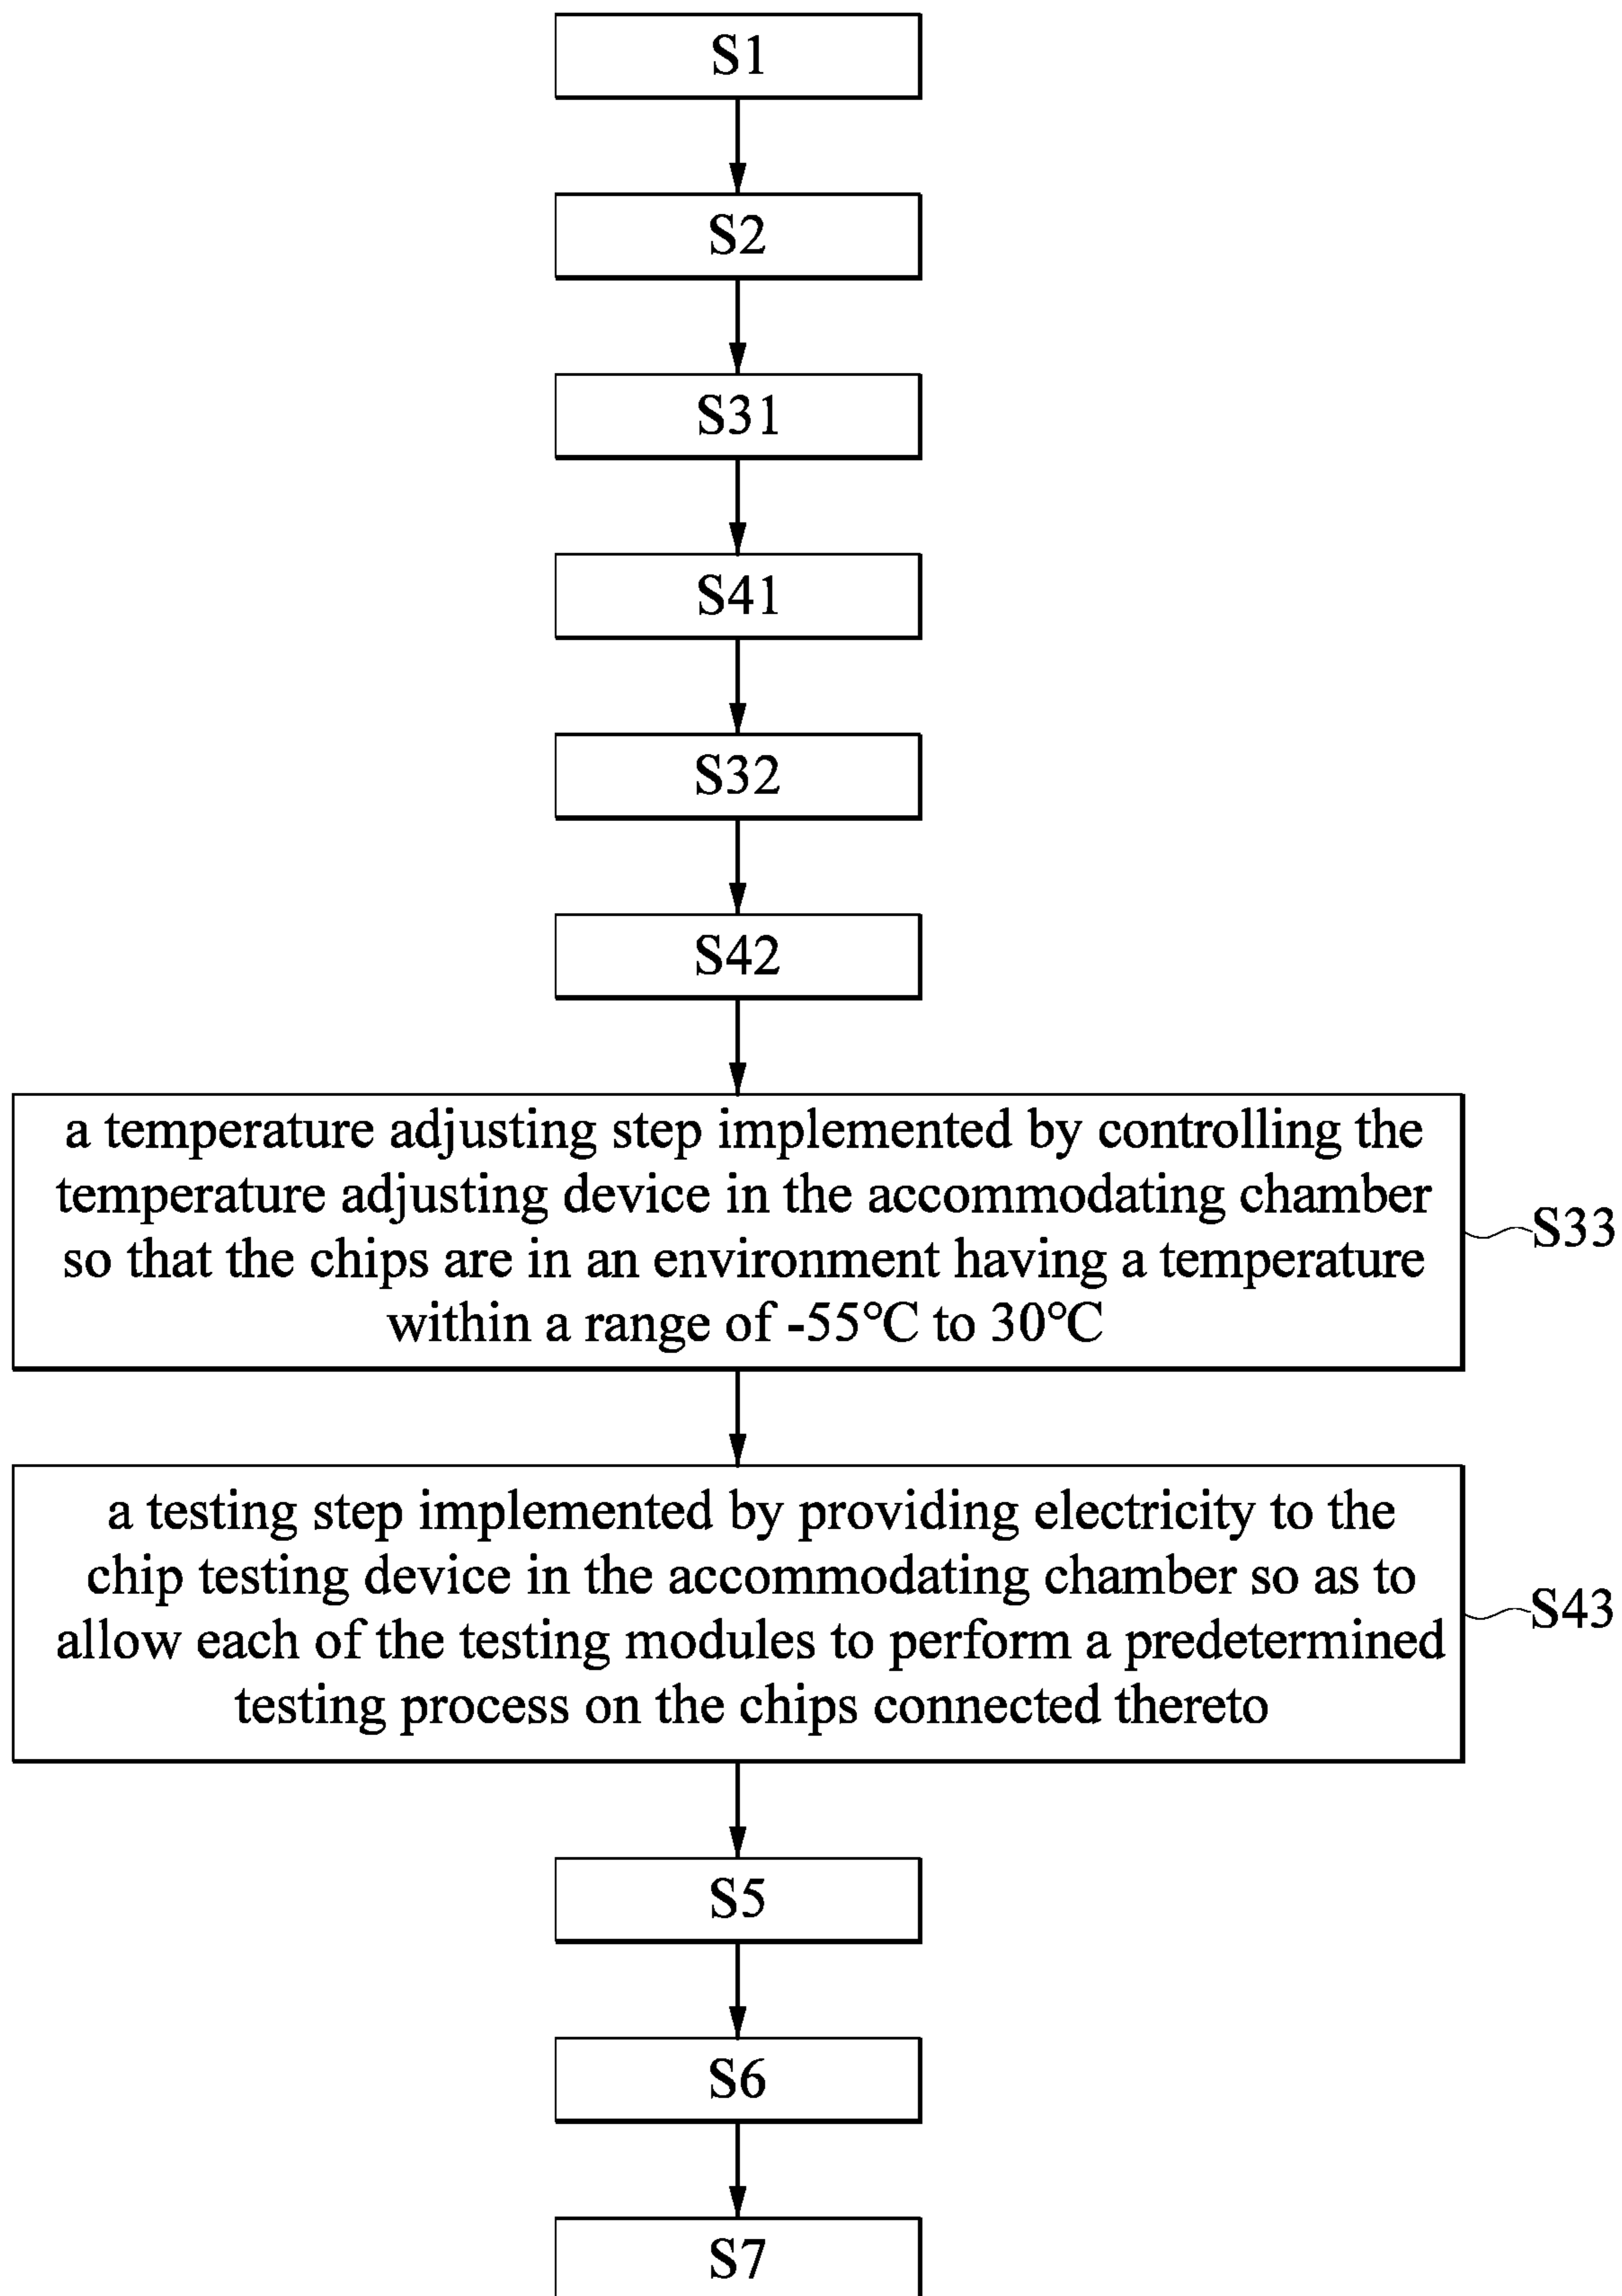 S1
S2
S31
S41
S32
S42
a temperature adjusting step implemented by controlling the
temperature adjusting device in the accommodating chamber
so that the chips are in an environment having a temperature
within a range of -55°C to 30°C
S33
a testing step implemented by providing electricity to the
chip testing device in the accommodating chamber so as to
allow each of the testing modules to perform a predetermined
testing process on the chips connected thereto
S43
S5
S6
S7